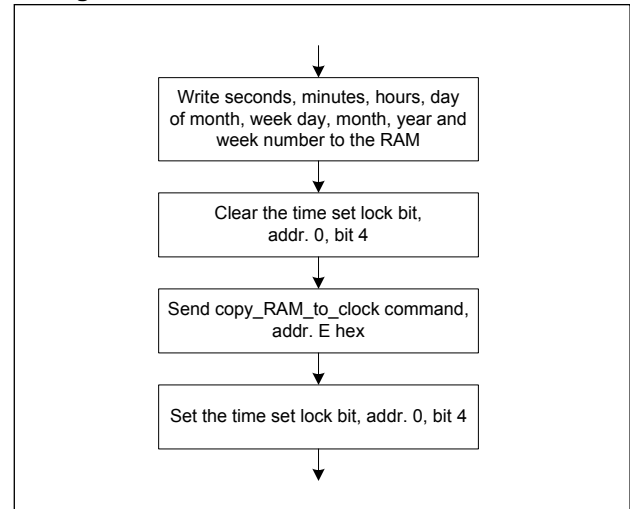 Write seconds, minutes, hours, day
of month, week day, month, year and
week number to the RAM
Clear the time set lock bit,
addr. 0, bit 4
Send copy_RAM_to_clock command,
addr. E hex
Set the time set lock bit, addr. 0, bit 4